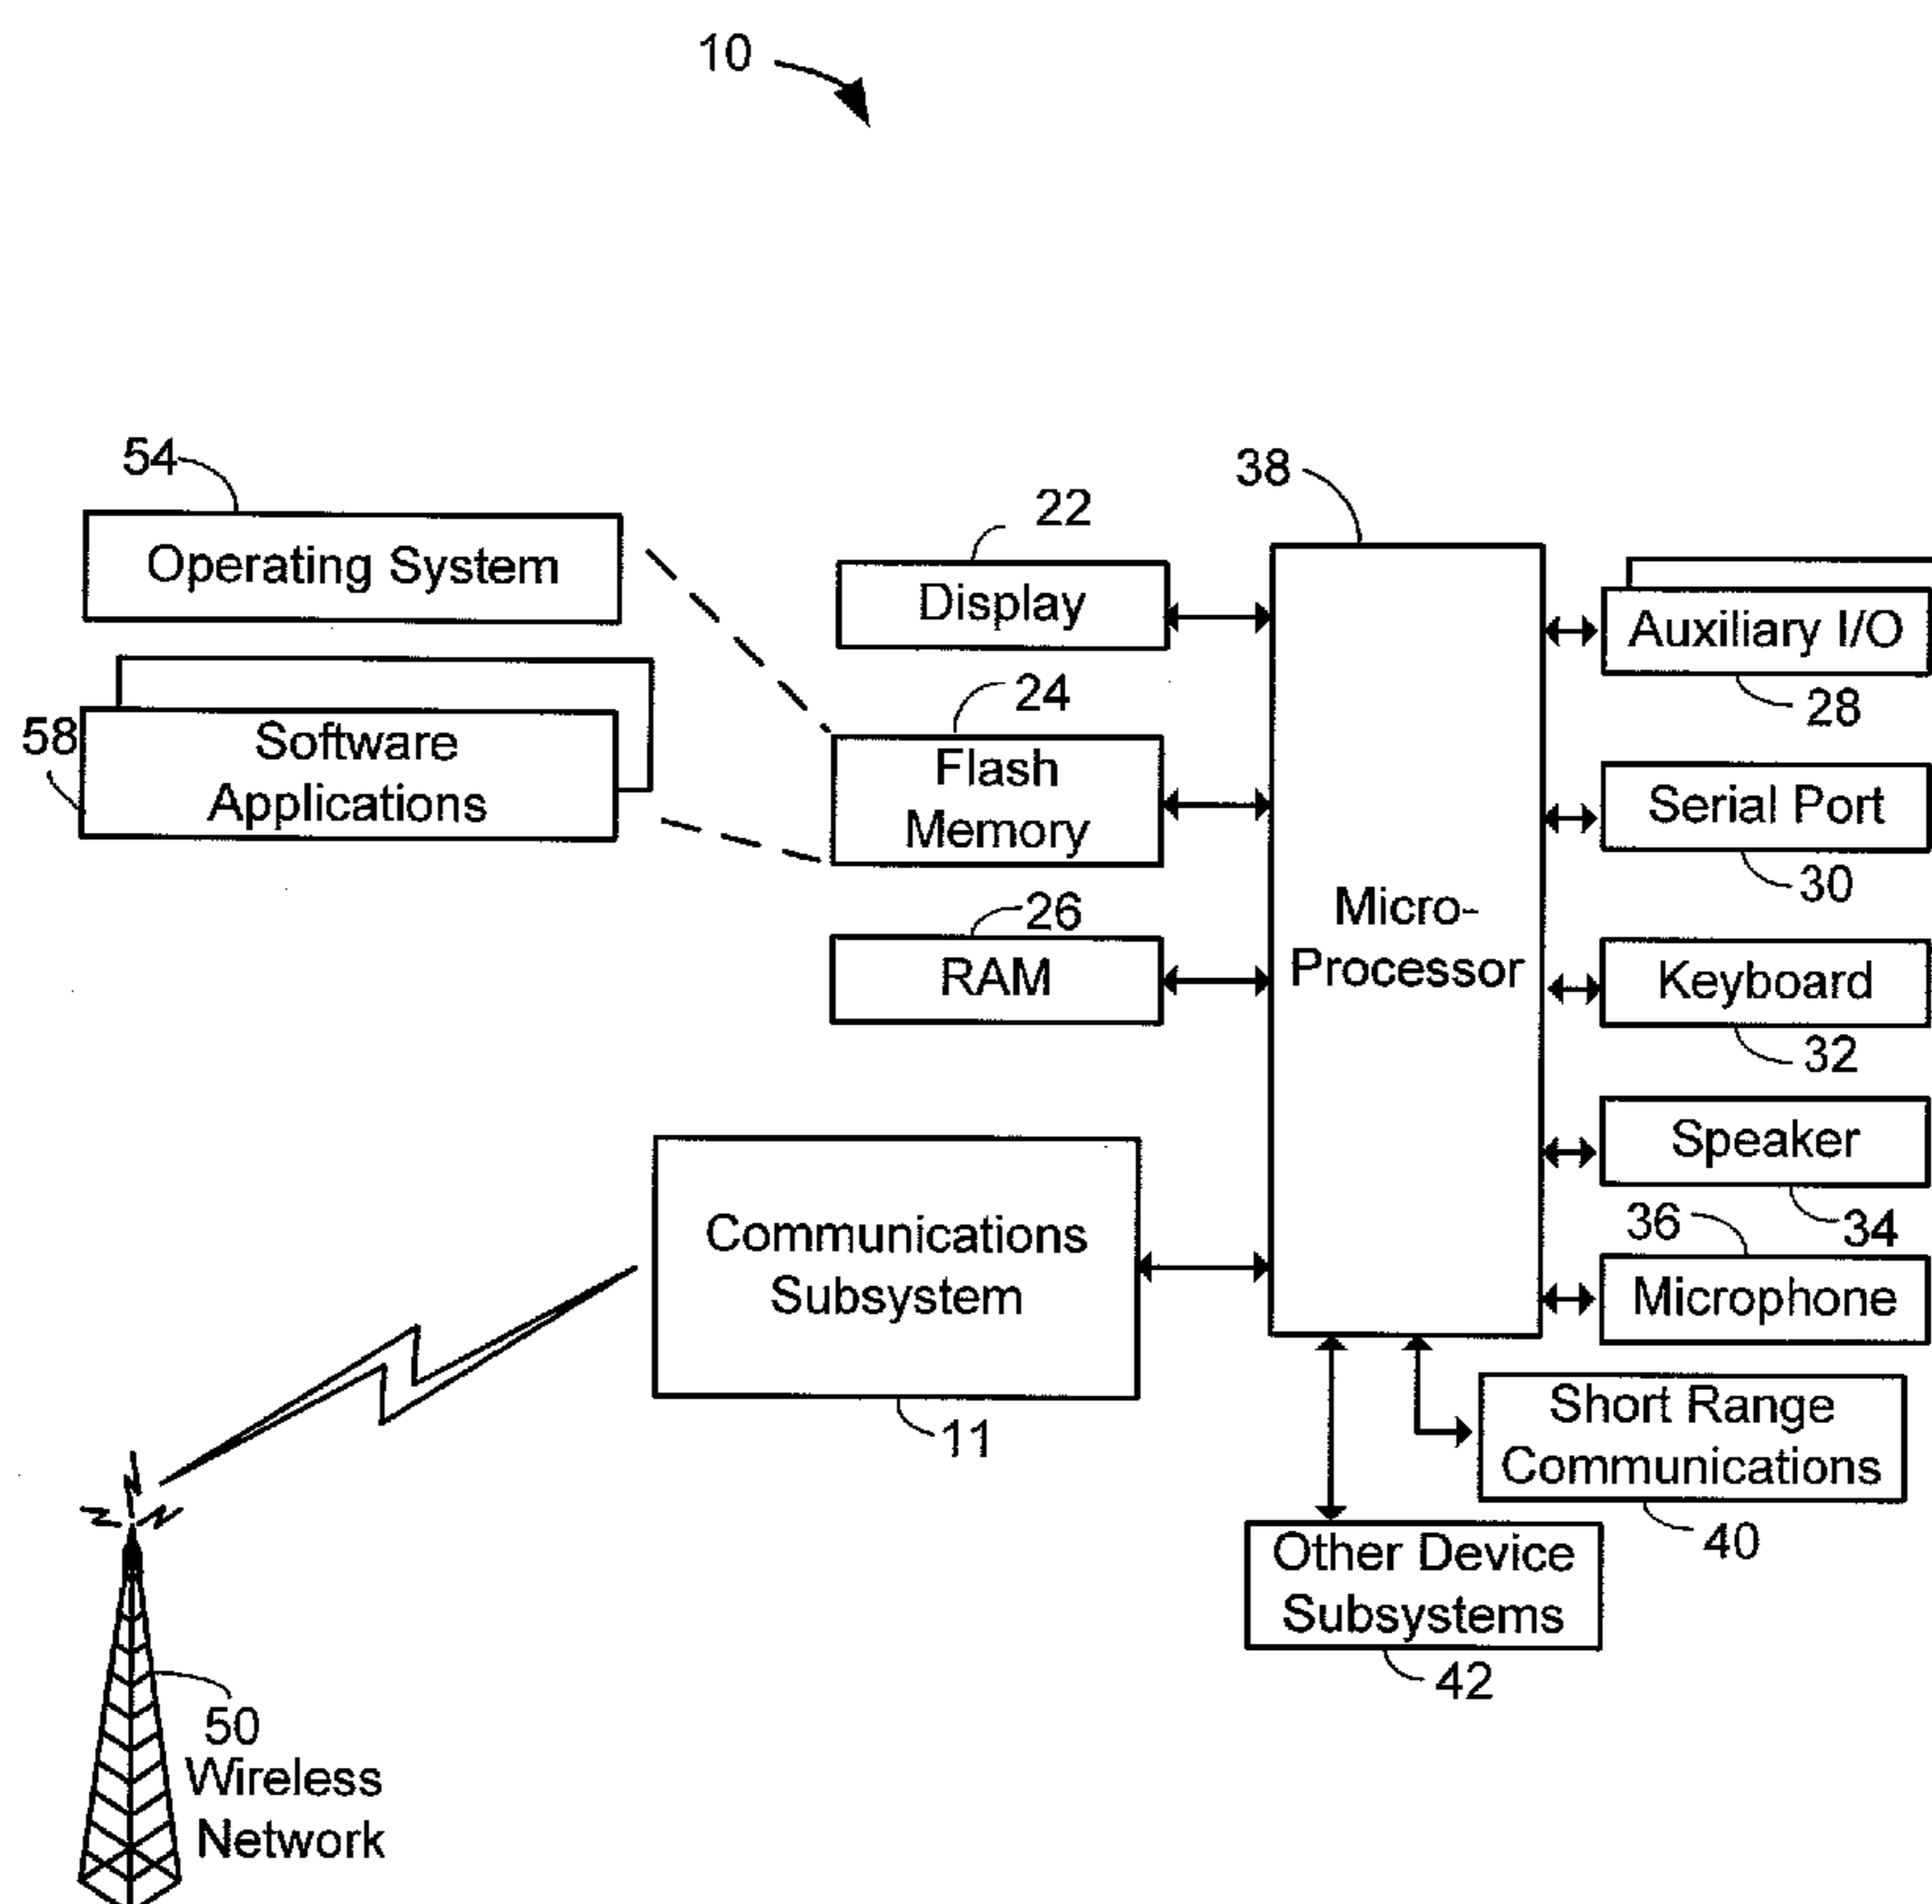 10
54
Operating System
58
Software
Applications
22
Display
24
Flash
Memory
26
RAM
38
Micro-
Processor
Auxiliary I/O
28
Serial Port
30
Keyboard
32
Speaker
34
36
Microphone
Communications
Subsystem
11
Short Range
Communications
40
Other Device
Subsystems
42
50
Wireless
Network